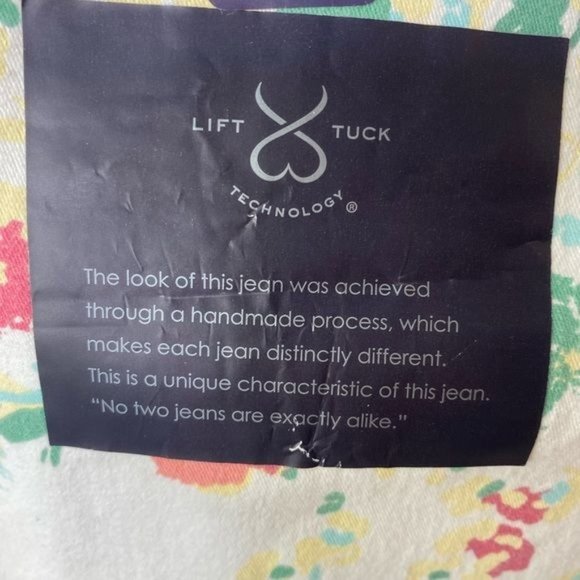 LIFT TUCK
TECHNOLOGY®
The look of this jean was achieved
through a handmade process, which
makes each jean distinctly different.
This is a unique characteristic of this jean.
“No two jeans are exactly alike.”